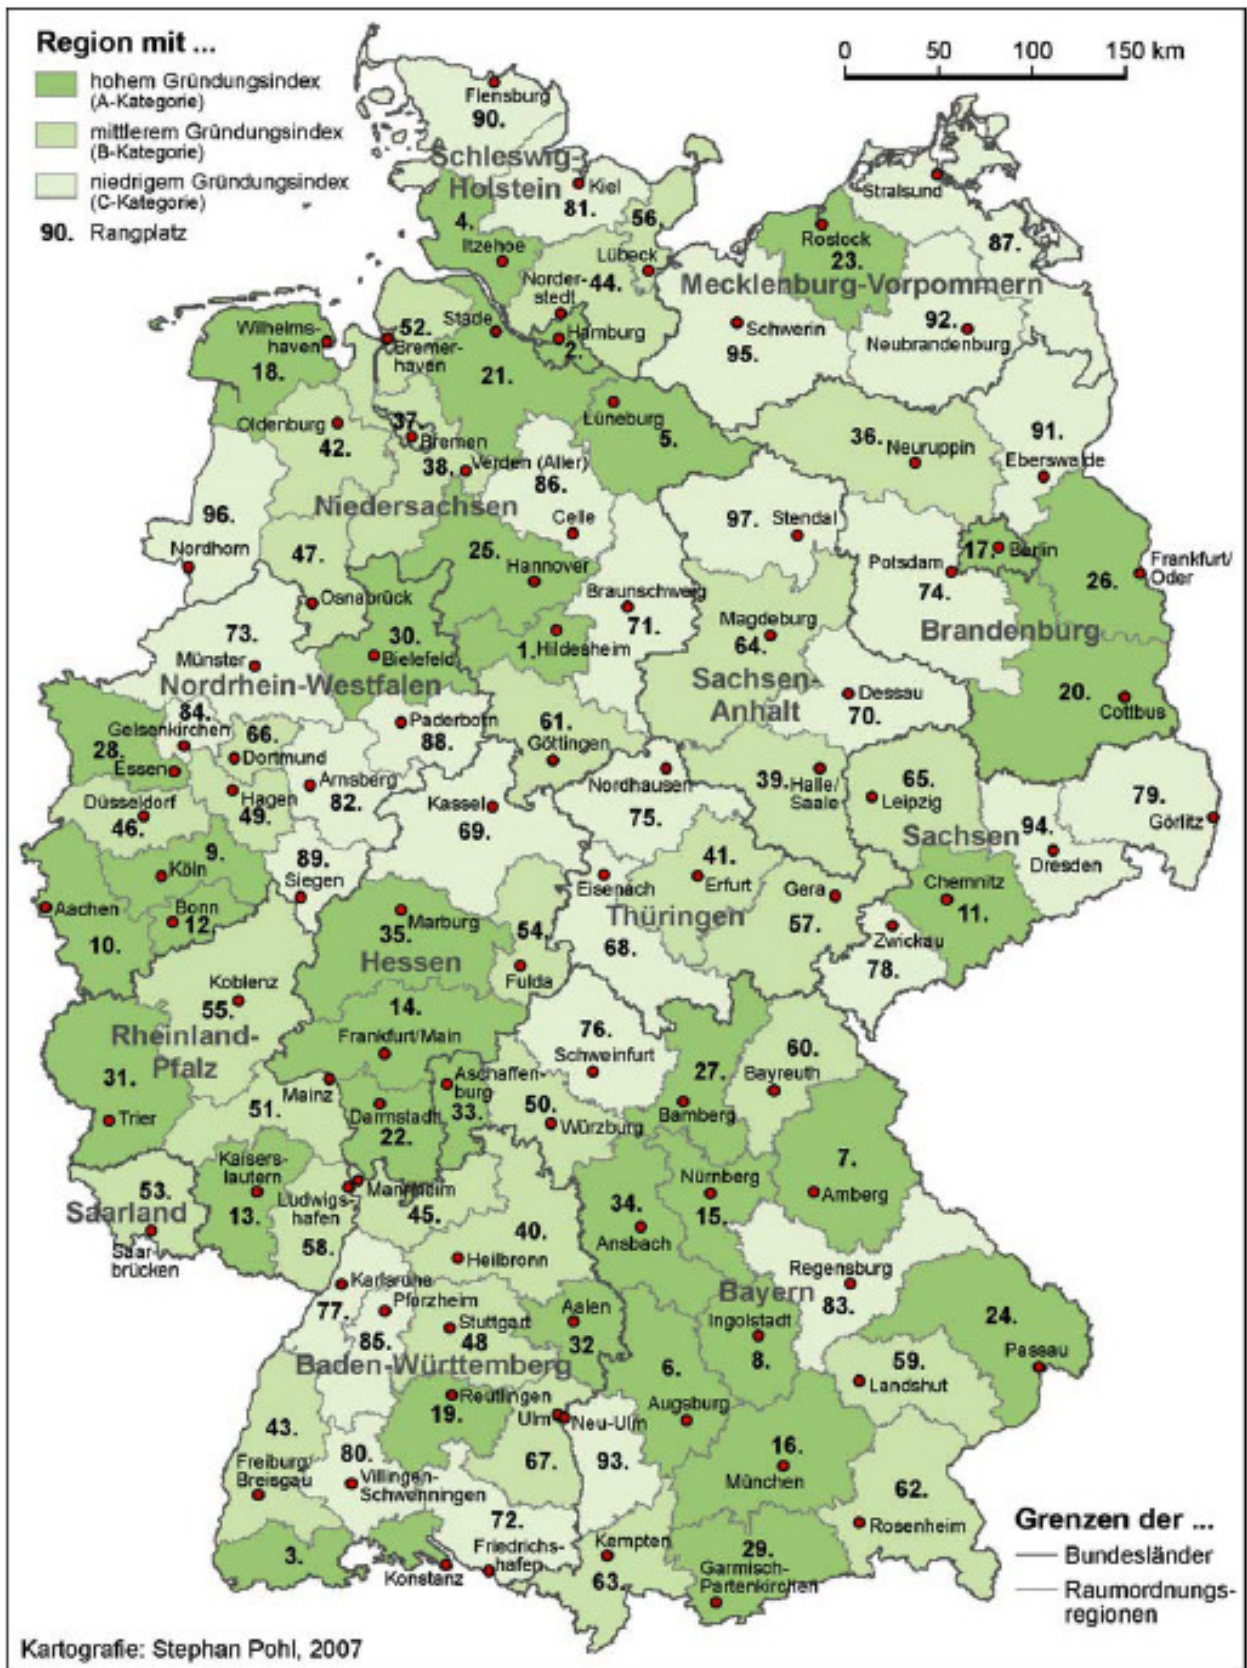 Region mit ...
hohem Gründungsindex
(A-Kategorie)
mittlerem Gründungsindex
(B-Kategorie)
niedrigem Gründungsindex
(C-Kategorie)
90. Rangplatz
0 50 100 150 km
Flensburg
90.
Schleswig-
Holstein
Kiel
81.
4.
Itzehoe
56.
Lübeck
Norder-
stedt
44.
Stralsund
87.
Rostock
23.
Mecklenburg-Vorpommern
Schwerin
95.
92.
Neubrandenburg
Wilhelms-
haven
18.
52.
Bremer-
haven
Stade
21.
Hamburg
2.
Lüneburg
5.
36.
Neuruppin
91.
Eberswalde
Oldenburg
42.
37.
Bremen
38.
Verden (Aller)
86.
Celle
Niedersachsen
96.
Nordhorn
47.
Osnabrück
25.
Hannover
97.
Stendal
Potsdam
74.
17.
Berlin
26.
Frankfurt/
Oder
Braunschweig
71.
Magdeburg
64.
Brandenburg
73.
Münster
30.
Bielefeld
1.
Hildesheim
Nordrhein-Westfalen
Sachsen-
Anhalt
Dessau
70.
20.
Cottbus
84.
Gelsenkirchen
66.
Dortmund
28.
Essen
Paderborn
88.
61.
Göttingen
Arnsberg
82.
Düsseldorf
46.
Hagen
49.
Kassel
69.
Nordhausen
75.
39.
Halle/
Saale
65.
Leipzig
Sachsen
79.
Görlitz
94.
Dresden
9.
Köln
89.
Siegen
Eisenach
41.
Erfurt
Gera
57.
Chemnitz
11.
Aachen
10.
Bonn
12.
Marburg
35.
Hessen
54.
Fulda
Thüringen
68.
Zwickau
78.
Koblenz
55.
Rheinland-
Pfalz
14.
Frankfurt/Main
76.
Schweinfurt
27.
Bamberg
60.
Bayreuth
31.
Trier
Mainz
51.
Darmstadt
22.
Aschaffen-
burg
33.
50.
Würzburg
7.
Amberg
Kaisers-
lautern
13.
53.
Saarland
Saar-
brücken
Ludwigs-
hafen
58.
Mannheim
45.
40.
Heilbronn
34.
Ansbach
Nürnberg
15.
Regensburg
83.
Bayern
Karlsruhe
77.
Pforzheim
85.
Stuttgart
48
Aalen
32
Baden-Württemberg
Ingolstadt
8.
24.
Passau
59.
Landshut
6.
Augsburg
Reutlingen
19.
Ulm
Neu-Ulm
67.
93.
43.
Freiburg/
Breisgau
80.
Villingen-
Schwenningen
16.
München
62.
Rosenheim
3.
Konstanz
72.
Friedrichs-
hafen
Kempten
63.
29.
Garmisch-
Partenkirchen
Grenzen der ...
Bundesländer
Raumordnungs-
regionen
Kartografie: Stephan Pohl, 2007